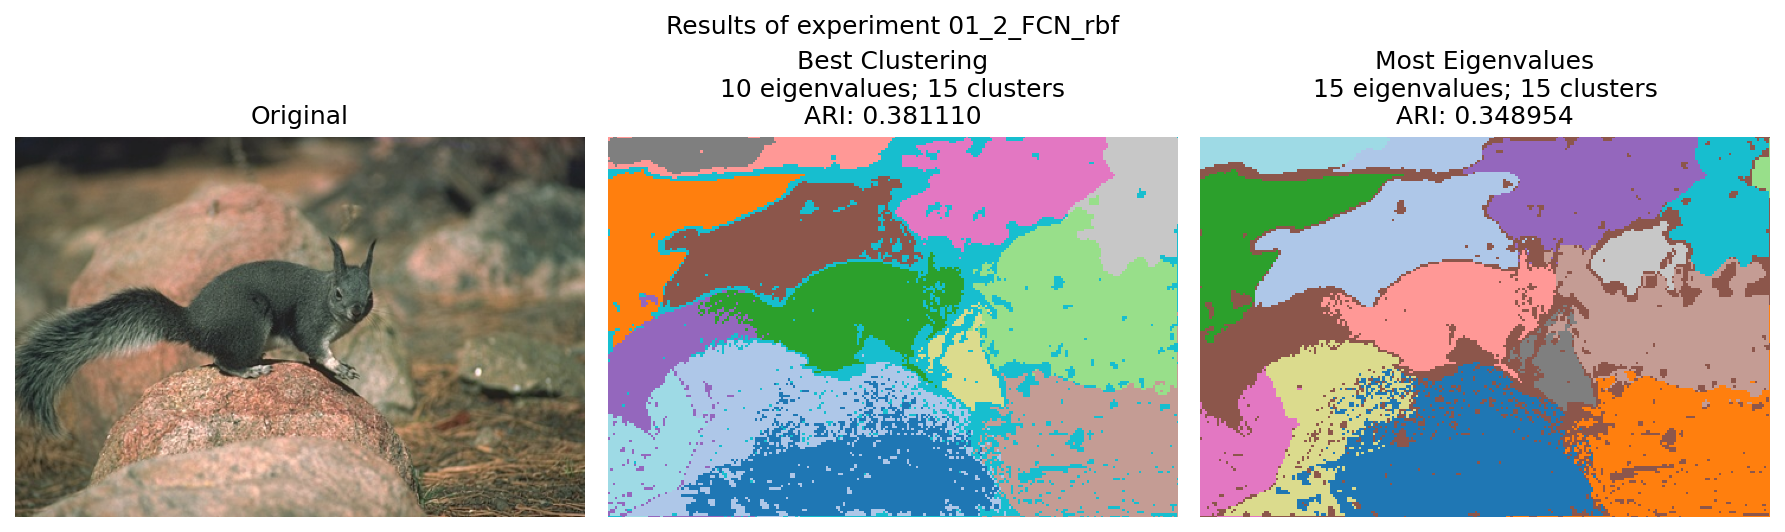 Results of experiment 01_2_FCN_rbf
Original
Best Clustering
10 eigenvalues; 15 clusters
ARI: 0.381110
Most Eigenvalues
15 eigenvalues; 15 clusters
ARI: 0.348954